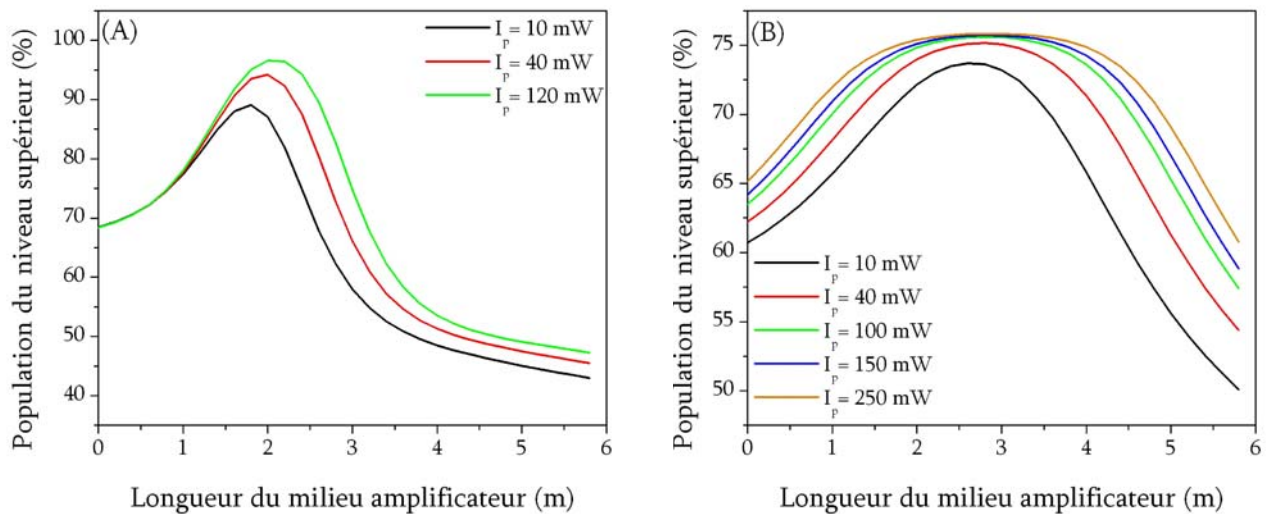 (A)
I_p = 10 mW
I_p = 40 mW
I_p = 120 mW
Population du niveau supérieur (%)
100
90
80
70
60
50
40
0 1 2 3 4 5 6
Longueur du milieu amplificateur (m)
(B)
Population du niveau supérieur (%)
75
70
65
60
55
50
I_p = 10 mW
I_p = 40 mW
I_p = 100 mW
I_p = 150 mW
I_p = 250 mW
0 1 2 3 4 5 6
Longueur du milieu amplificateur (m)